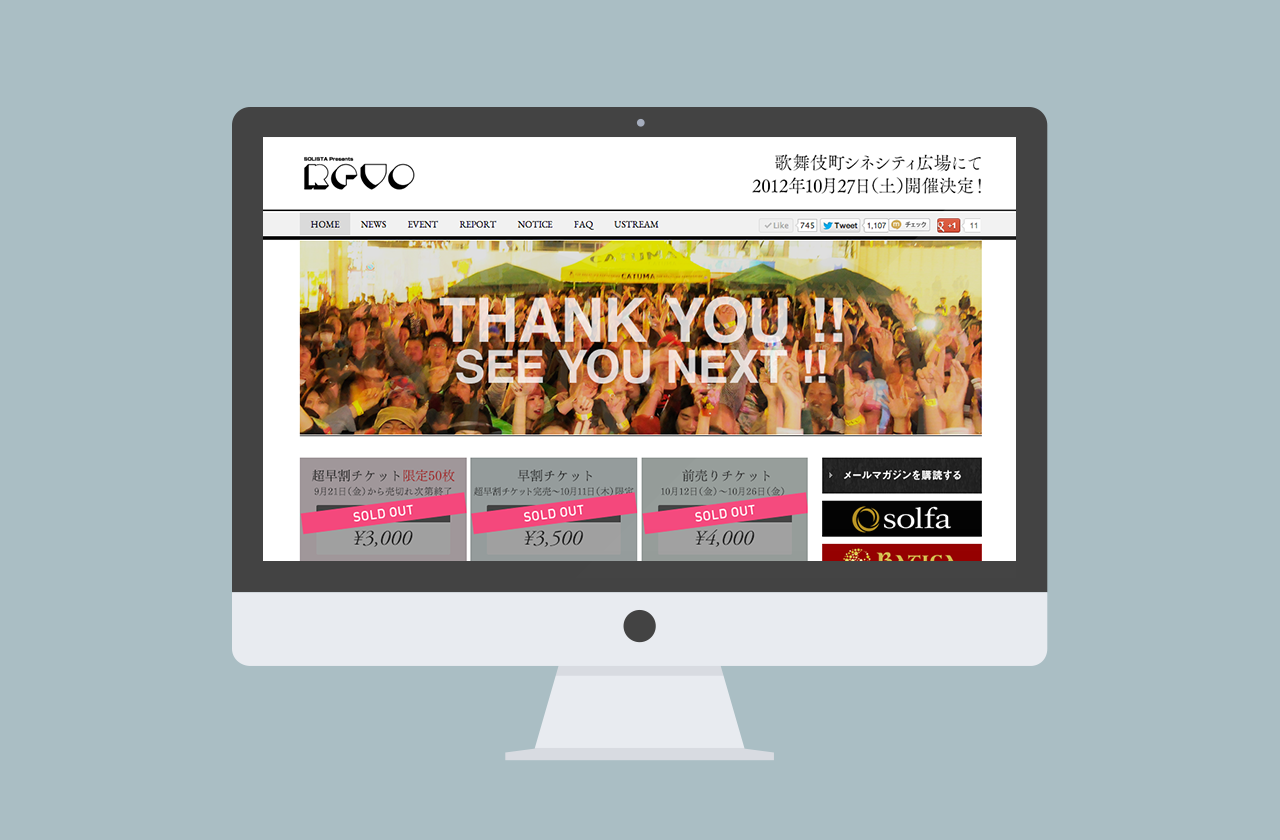 SOLISTA Presents
REVO
歌舞伎町シネシティ広場にて
2012年10月27日(土)開催決定!
HOME NEWS EVENT REPORT NOTICE FAQ USTREAM
Like 745 Tweet 1,107 チェック +1 11
CATUMA
CATUMA
THANK YOU !!
SEE YOU NEXT !!
超早割チケット限定50枚
9月21日(金)から売切れ次第終了
SOLD OUT
¥3,000
早割チケット
超早割チケット完売〜10月11日(木)限定
SOLD OUT
¥3,500
前売りチケット
10月12日(金)〜10月26日(金)
SOLD OUT
¥4,000
メールマガジンを購読する
solfa